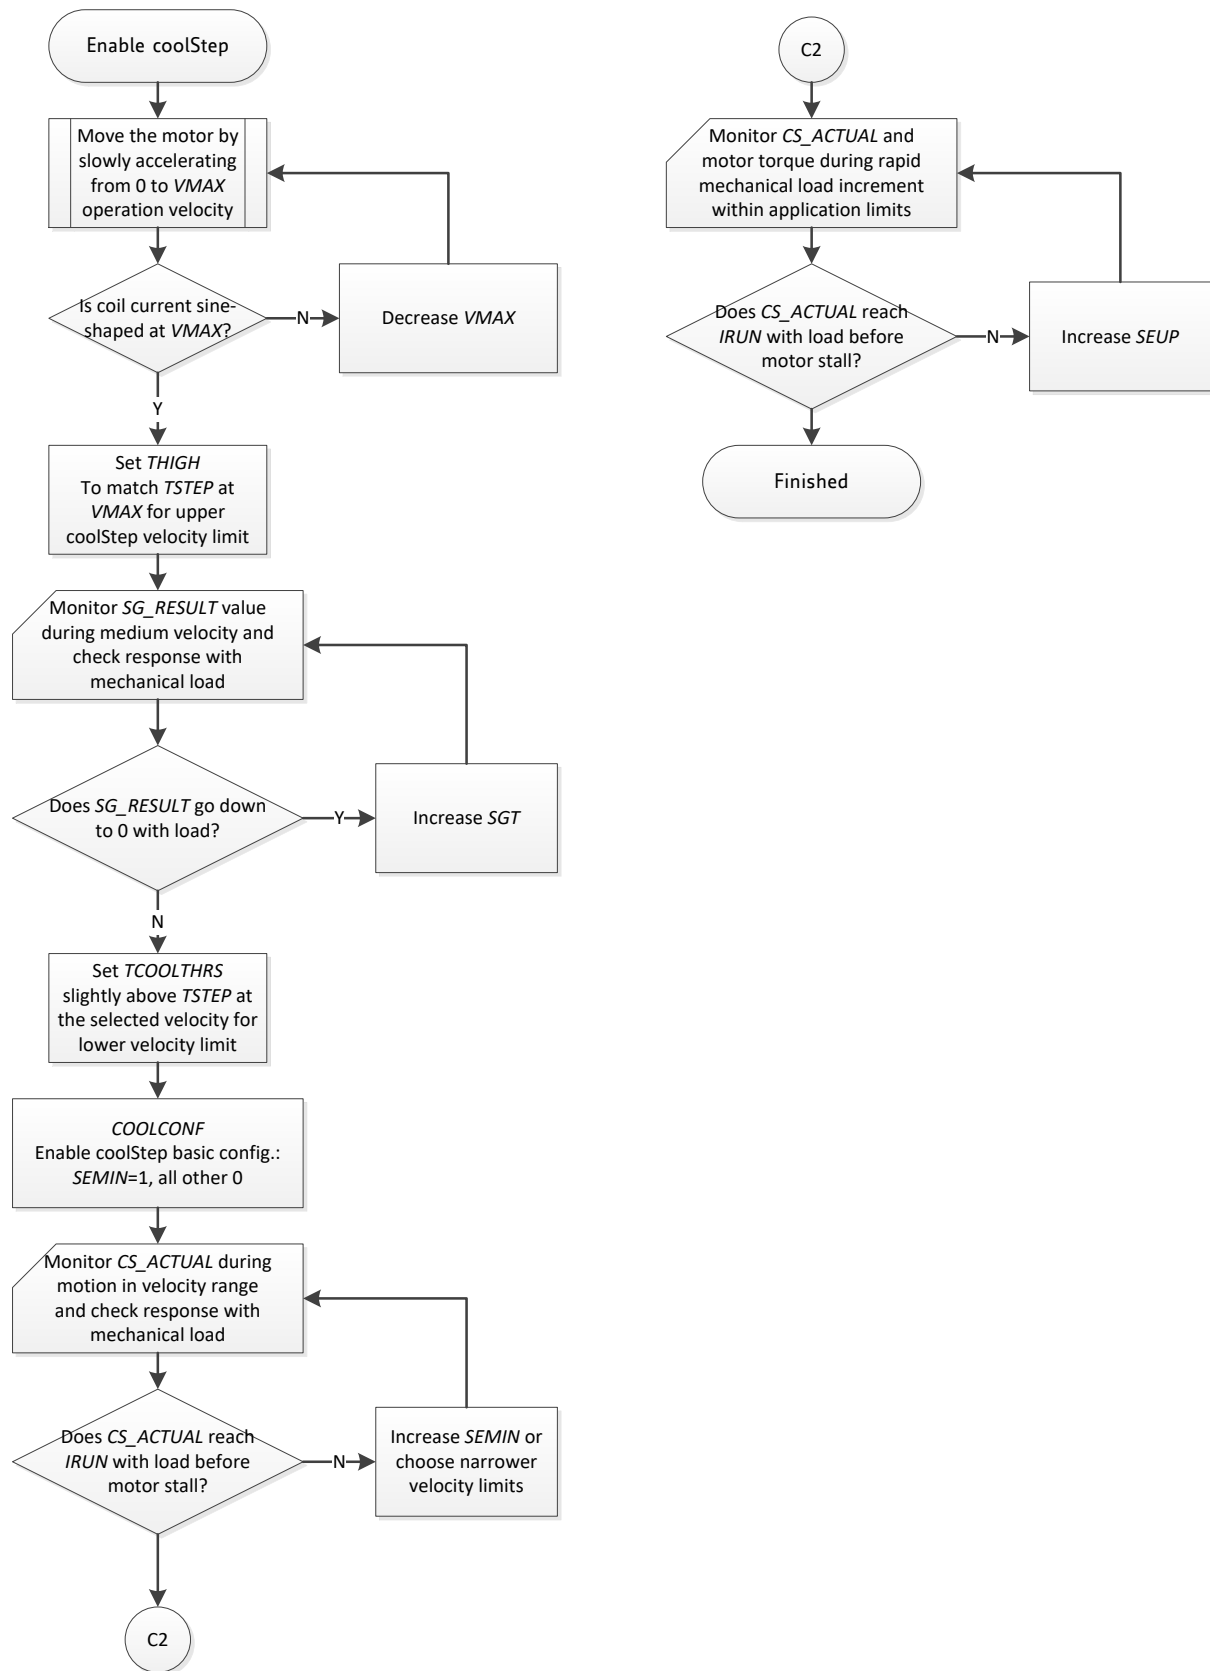 Enable coolStep
Move the motor by
slowly accelerating
from 0 to VMAX
operation velocity
Is coil current sine-
shaped at VMAX?
N
Decrease VMAX
Y
Set THIGH
To match TSTEP at
VMAX for upper
coolStep velocity limit
Monitor SG_RESULT value
during medium velocity and
check response with
mechanical load
Does SG_RESULT go down
to 0 with load?
Y
Increase SGT
N
Set TCOOLTHRS
slightly above TSTEP at
the selected velocity for
lower velocity limit
COOLCONF
Enable coolStep basic config.:
SEMIN=1, all other 0
Monitor CS_ACTUAL during
motion in velocity range
and check response with
mechanical load
Does CS_ACTUAL reach
IRUN with load before
motor stall?
N
Increase SEMIN or
choose narrower
velocity limits
C2
C2
Monitor CS_ACTUAL and
motor torque during rapid
mechanical load increment
within application limits
Does CS_ACTUAL reach
IRUN with load before
motor stall?
N
Increase SEUP
Finished